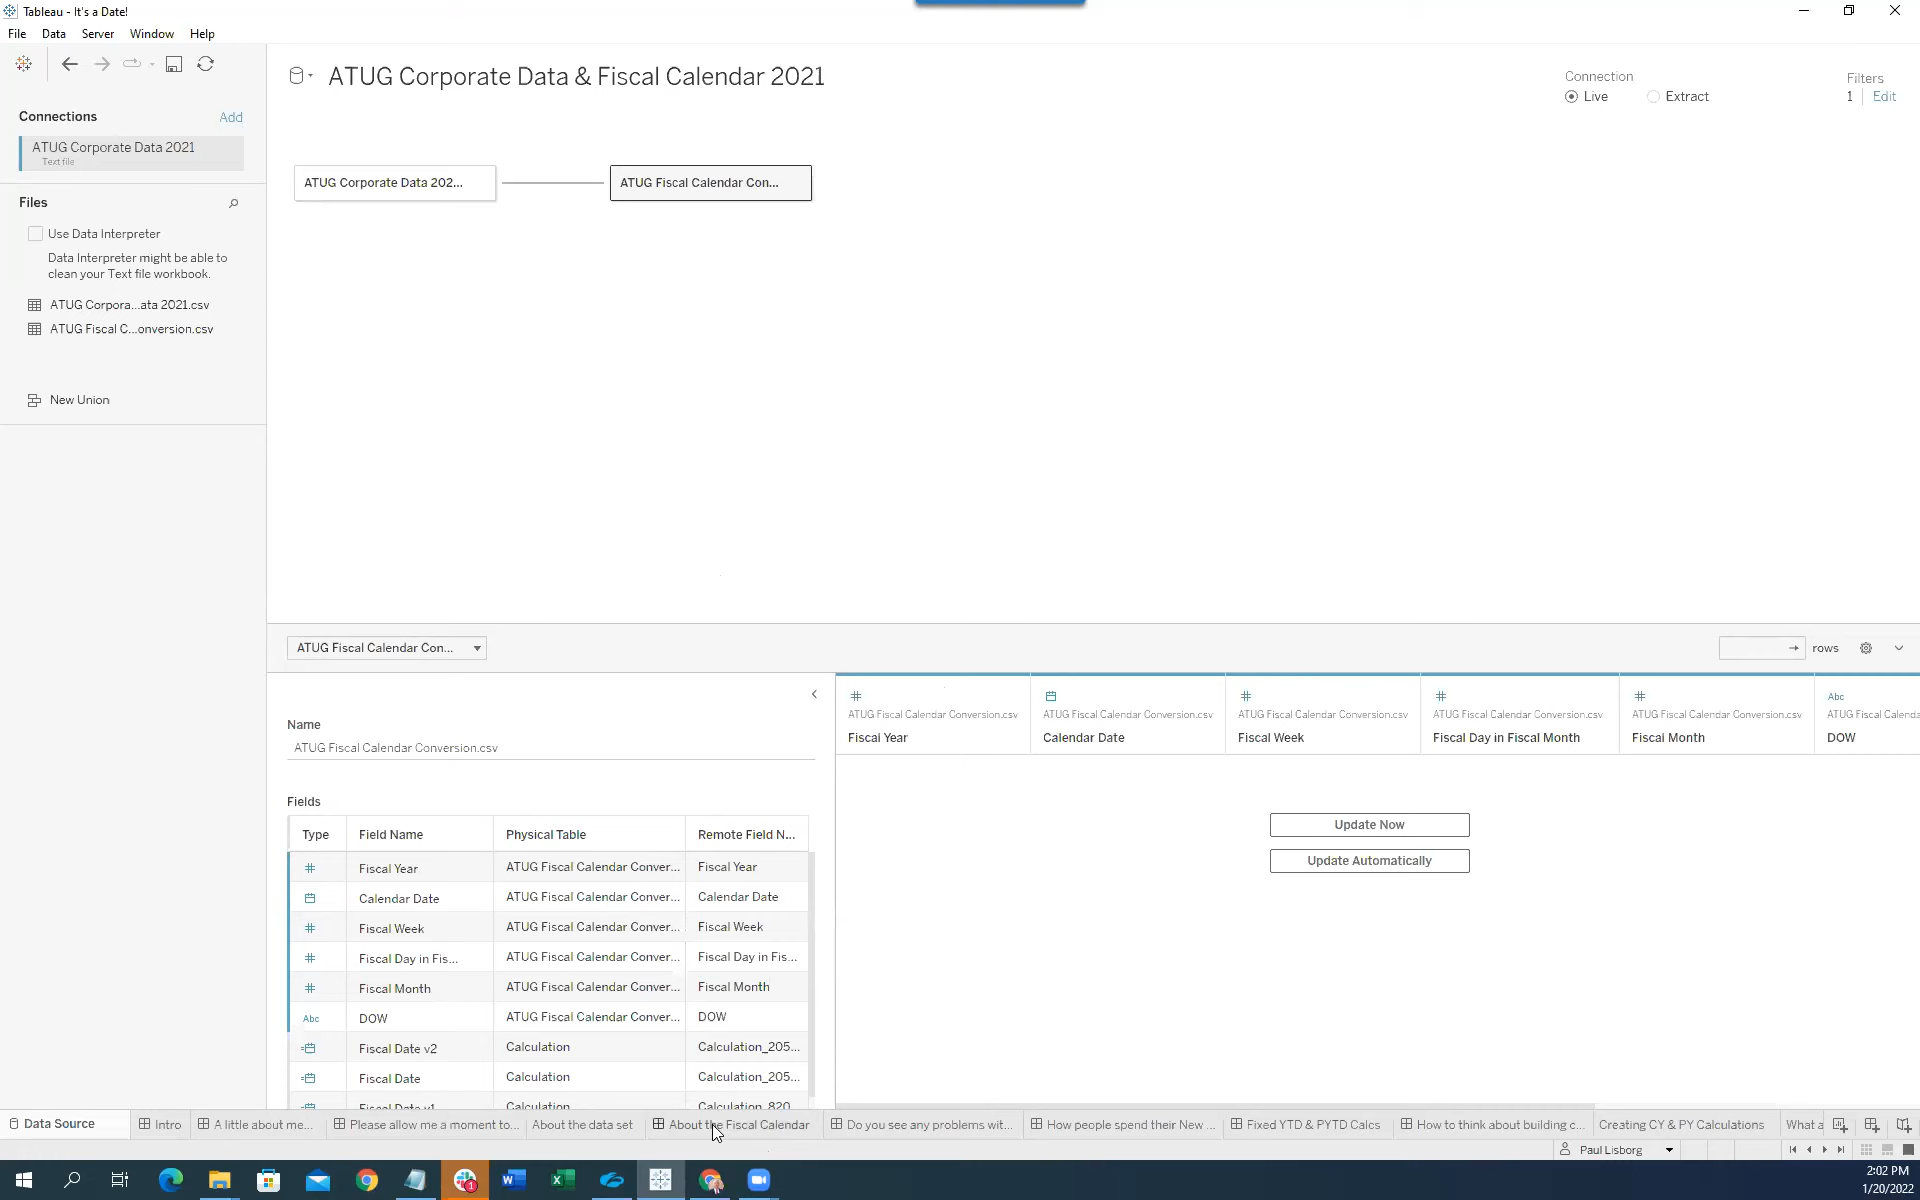 Tableau - It's a Date!
File Data Server Window Help
Connections Add
ATUG Corporate Data 2021
Text file
Files
Use Data Interpreter
Data Interpreter might be able to
clean your Text file workbook.
ATUG Corpora...ata 2021.csv
ATUG Fiscal C...onversion.csv
New Union
ATUG Corporate Data & Fiscal Calendar 2021
Connection
Live Extract
Filters
1 Edit
ATUG Corporate Data 202...
ATUG Fiscal Calendar Con...
ATUG Fiscal Calendar Con...
rows
Name
ATUG Fiscal Calendar Conversion.csv
Fields
Type Field Name Physical Table Remote Field N...
# Fiscal Year ATUG Fiscal Calendar Conver... Fiscal Year
Calendar Date ATUG Fiscal Calendar Conver... Calendar Date
# Fiscal Week ATUG Fiscal Calendar Conver... Fiscal Week
# Fiscal Day in Fis... ATUG Fiscal Calendar Conver... Fiscal Day in Fis...
# Fiscal Month ATUG Fiscal Calendar Conver... Fiscal Month
Abc DOW ATUG Fiscal Calendar Conver... DOW
Fiscal Date v2 Calculation Calculation_205...
Fiscal Date Calculation Calculation_205...
Fiscal Date v1 Calculation Calculation_820...
# # # # Abc
ATUG Fiscal Calendar Conversion.csv ATUG Fiscal Calendar Conversion.csv ATUG Fiscal Calendar Conversion.csv ATUG Fiscal Calendar Conversion.csv ATUG Fiscal Calendar Conversion.csv ATUG Fiscal Calenda
Fiscal Year Calendar Date Fiscal Week Fiscal Day in Fiscal Month Fiscal Month DOW
Update Now
Update Automatically
Data Source Intro A little about me... Please allow me a moment to... About the data set About the Fiscal Calendar Do you see any problems wit... How people spend their New ... Fixed YTD & PYTD Calcs How to think about building c... Creating CY & PY Calculations What a
Paul Lisborg
1
2:02 PM
1/20/2022